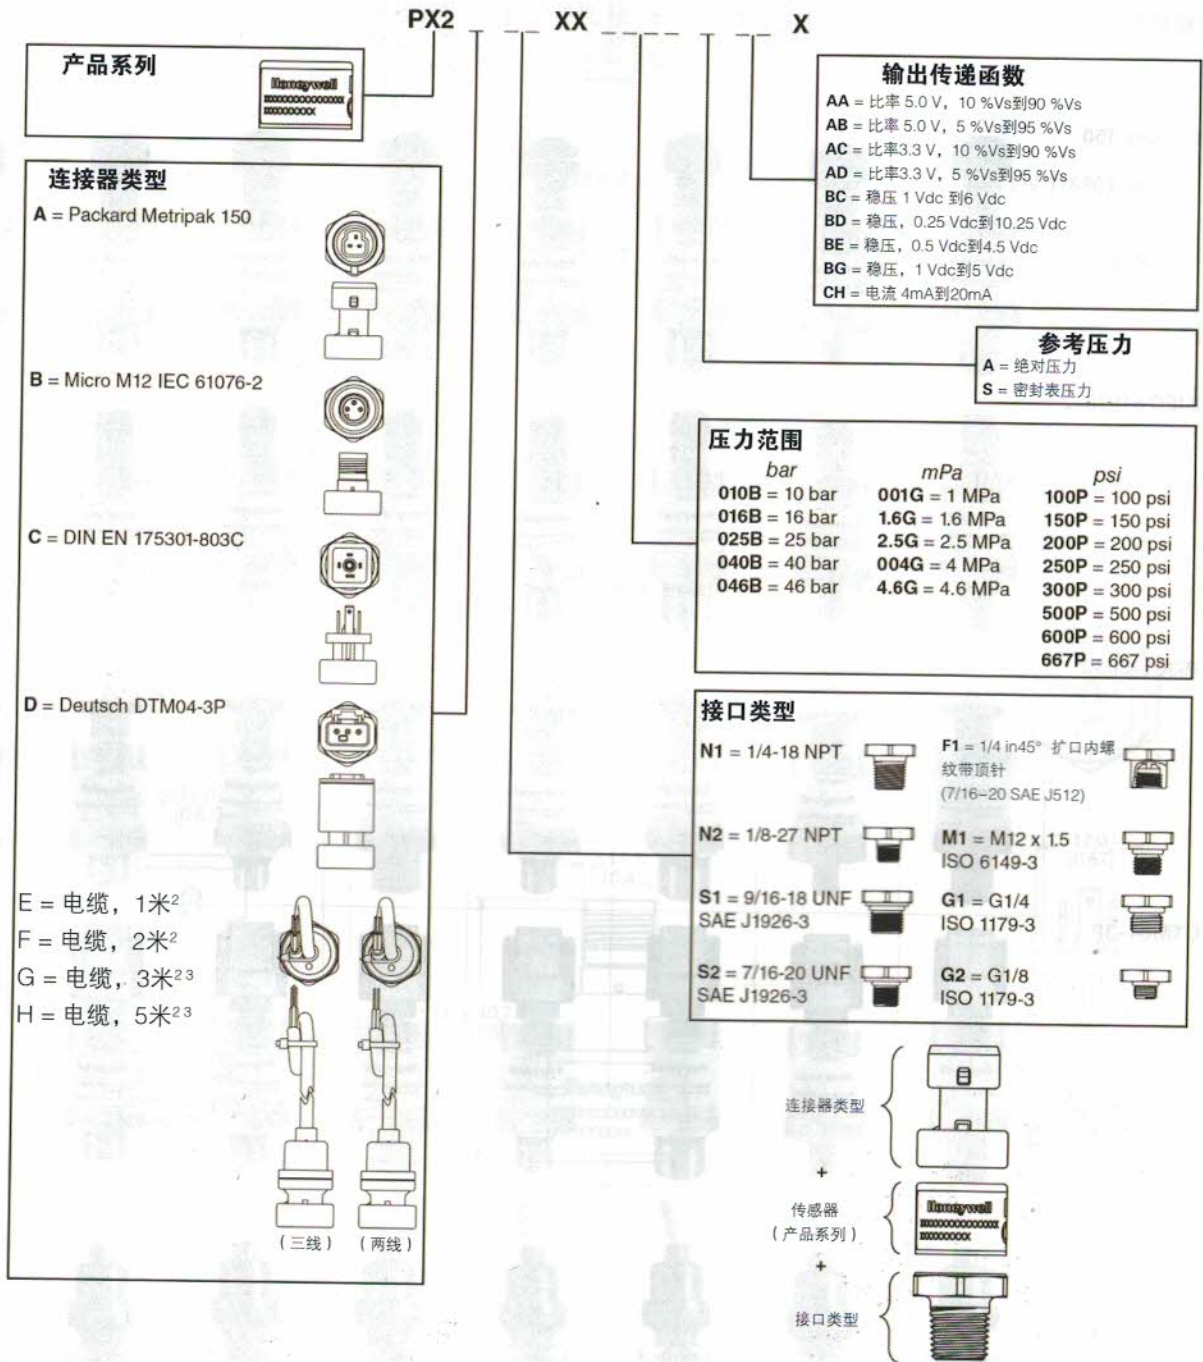 PX2 _ _ _ XX _ _ _ _ _ _ _ X
产品系列
Honeywell
XXXXXXXXXXXXXX
XXXXXXXXX
输出传递函数
AA = 比率 5.0 V，10 %Vs到90 %Vs
AB = 比率 5.0 V，5 %Vs到95 %Vs
AC = 比率3.3 V，10 %Vs到90 %Vs
AD = 比率3.3 V，5 %Vs到95 %Vs
BC = 稳压 1 Vdc 到6 Vdc
BD = 稳压，0.25 Vdc到10.25 Vdc
BE = 稳压，0.5 Vdc到4.5 Vdc
BG = 稳压，1 Vdc到5 Vdc
CH = 电流 4mA到20mA
连接器类型
A = Packard Metripak 150
B = Micro M12 IEC 61076-2
C = DIN EN 175301-803C
D = Deutsch DTM04-3P
E = 电缆，1米²
F = 电缆，2米²
G = 电缆，3米²³
H = 电缆，5米²³
(三线) (两线)
参考压力
A = 绝对压力
S = 密封表压力
压力范围
bar mPa psi
010B = 10 bar 001G = 1 MPa 100P = 100 psi
016B = 16 bar 1.6G = 1.6 MPa 150P = 150 psi
025B = 25 bar 2.5G = 2.5 MPa 200P = 200 psi
040B = 40 bar 004G = 4 MPa 250P = 250 psi
046B = 46 bar 4.6G = 4.6 MPa 300P = 300 psi
500P = 500 psi
600P = 600 psi
667P = 667 psi
接口类型
N1 = 1/4-18 NPT
F1 = 1/4 in45° 扩口内螺
纹带顶针
(7/16-20 SAE J512)
N2 = 1/8-27 NPT
M1 = M12 x 1.5
ISO 6149-3
S1 = 9/16-18 UNF
SAE J1926-3
G1 = G1/4
ISO 1179-3
S2 = 7/16-20 UNF
SAE J1926-3
G2 = G1/8
ISO 1179-3
连接器类型
+
传感器
(产品系列)
Honeywell
XXXXXXXXXXXXXX
XXXXXXXXX
+
接口类型